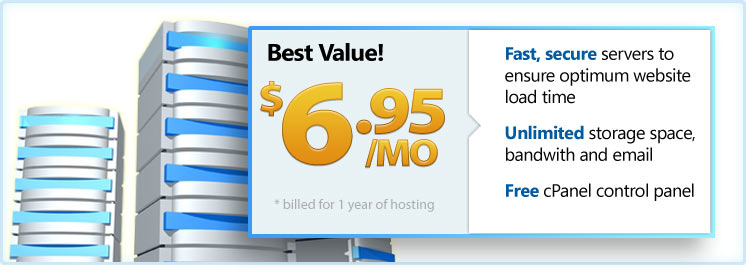 Best Value!
$6.95
/MO
* billed for 1 year of hosting
Fast, secure servers to
ensure optimum website
load time
Unlimited storage space,
bandwith and email
Free cPanel control panel